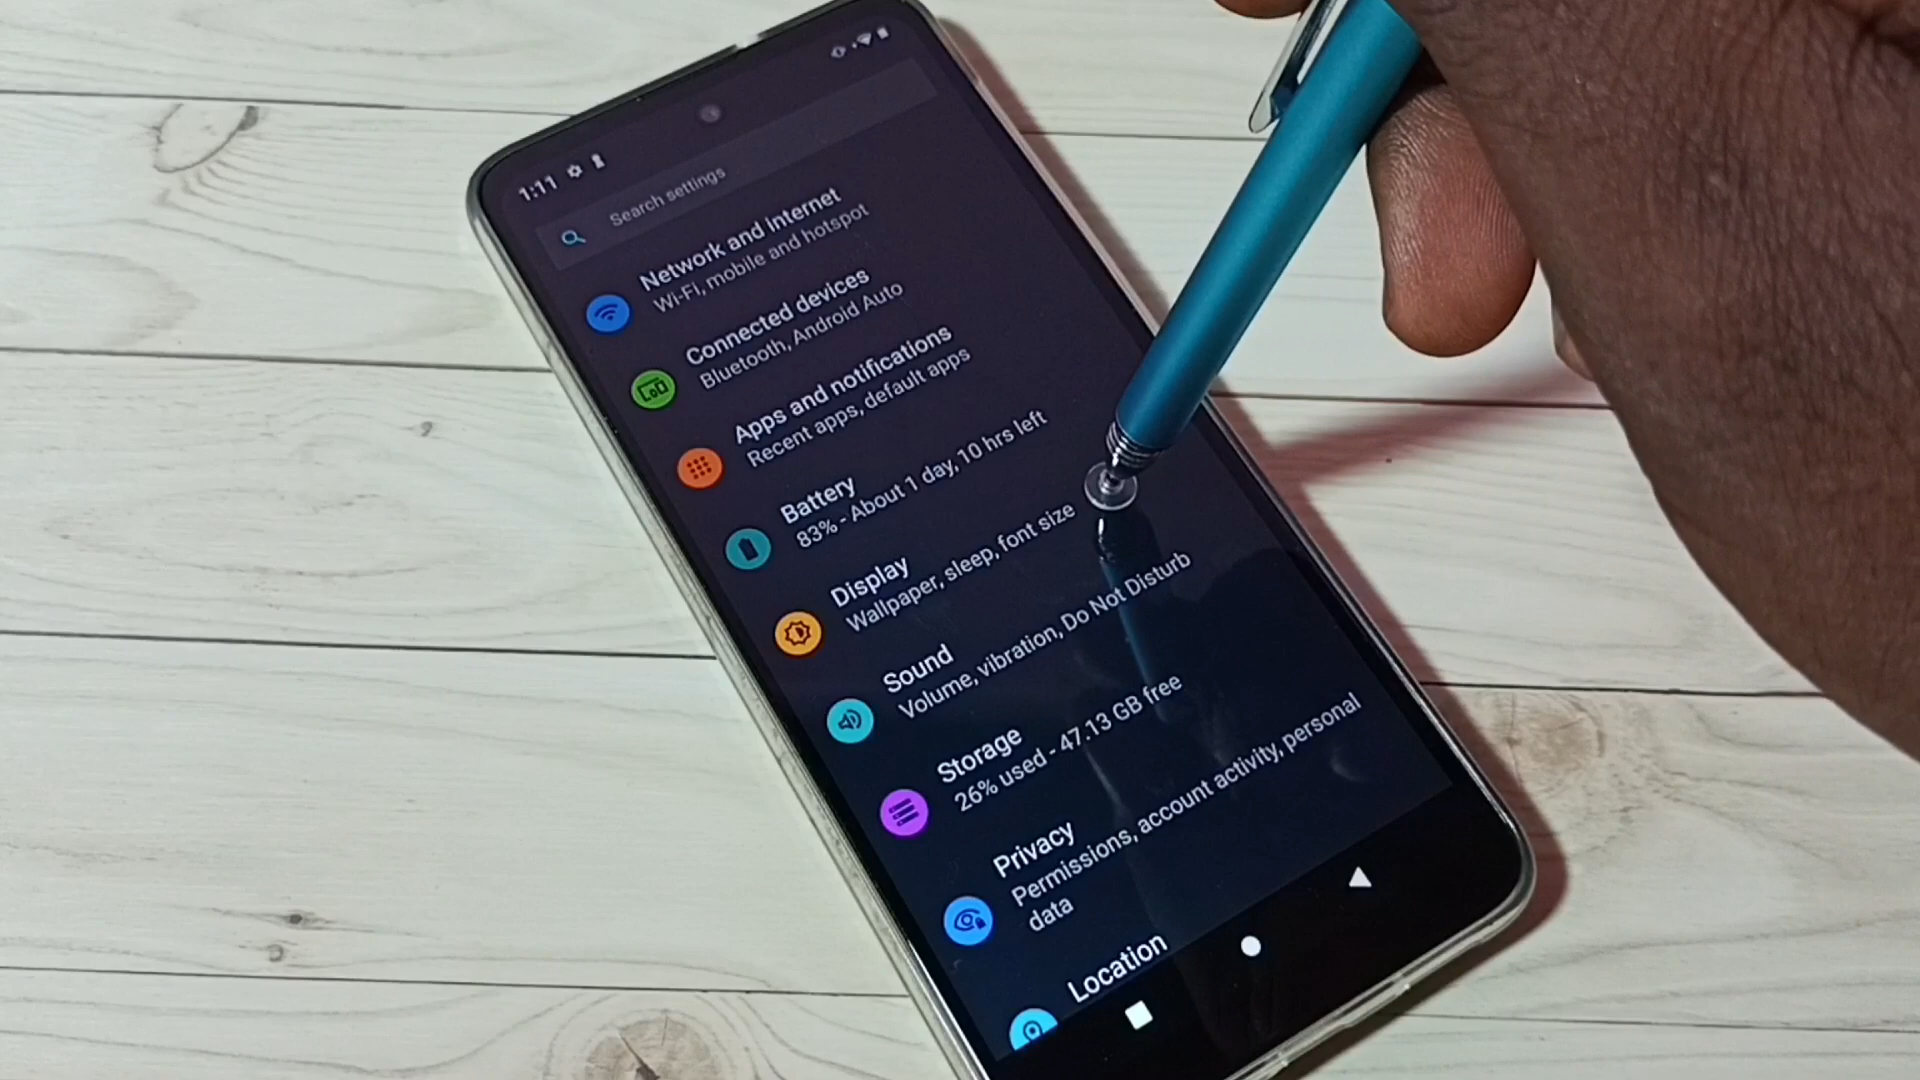 1:11
Search settings
Network and internet
Wi-Fi, mobile and hotspot
Connected devices
Bluetooth, Android Auto
Apps and notifications
Recent apps, default apps
Battery
83% - About 1 day, 10 hrs left
Display
Wallpaper, sleep, font size
Sound
Volume, vibration, Do Not Disturb
Storage
26% used - 47.13 GB free
Privacy
Permissions, account activity, personal
data
Location